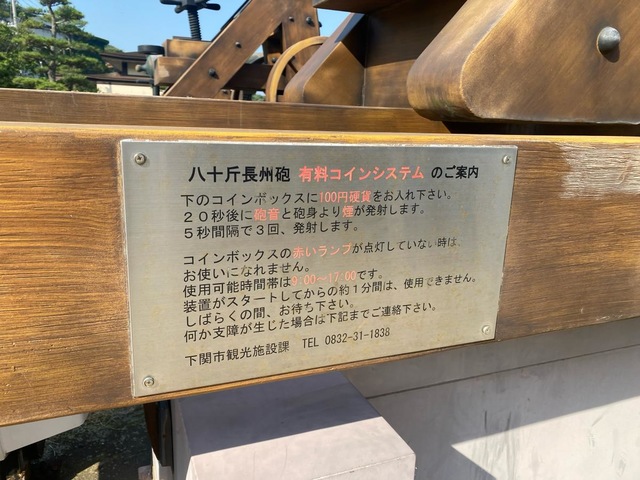 八十斤長州砲 有料コインシステム のご案内
下のコインボックスに100円硬貨をお入れ下さい。
20秒後に砲音と砲身より煙が発射します。
5秒間隔で3回、発射します。
コインボックスの赤いランプが点灯していない時は、
お使いになれません。
使用可能時間帯は9:00~17:00です。
装置がスタートしてからの約1分間は、使用できません。
しばらくの間、お待ち下さい。
何か支障が生じた場合は下記までご連絡下さい。
下関市観光施設課 TEL 0832-31-1838